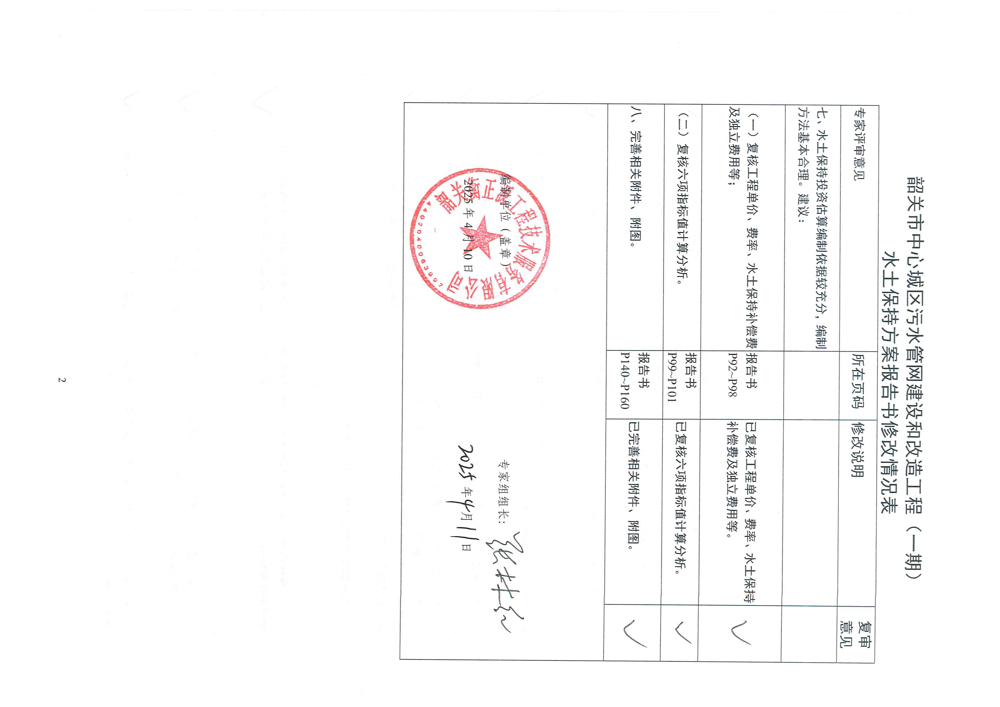 韶关市中心城区污水管网建设和改造工程（一期）
水土保持方案报告书修改情况表
专家评审意见
所在页码
修改说明
复审
意见
七、水土保持投资估算编制依据较充分，编制
方法基本合理。建议：
（一）复核工程单价、费率、水土保持补偿费
及独立费用等；
报告书
P92~P98
已复核工程单价、费率、水土保持
补偿费及独立费用等。
（二）复核六项指标值计算分析。
报告书
P99~P101
已复核六项指标值计算分析。
八、完善相关附件、附图。
报告书
P140~P160
已完善相关附件、附图。
编制单位（盖章）
2025 年 4 月 10 日
韶关衡正源工程技术服务有限公司
专家组组长：
2025 年 4 月 11 日
2